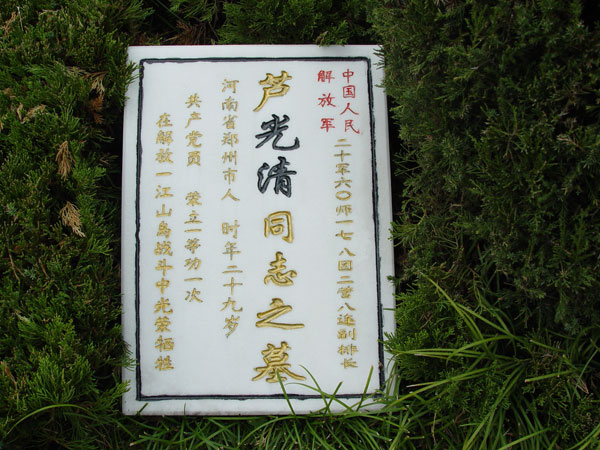 中国人民
解放军
二十军六〇师一七八团二营八连副排长
芦光清同志之墓
河南省郑州市人 时年二十九岁
共产党员 荣立一等功一次
在解放一江山岛战斗中光荣牺牲